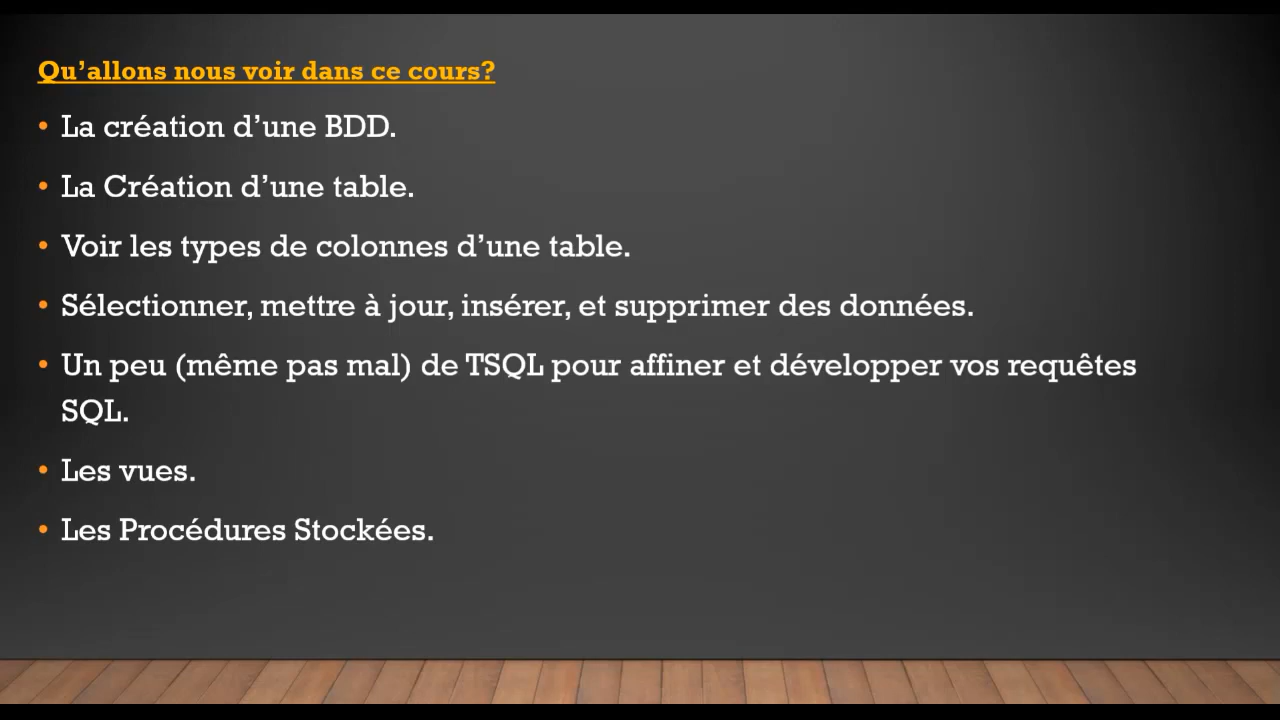 Qu’allons nous voir dans ce cours?
• La création d’une BDD.
• La Création d’une table.
• Voir les types de colonnes d’une table.
• Sélectionner, mettre à jour, insérer, et supprimer des données.
• Un peu (même pas mal) de TSQL pour affiner et développer vos requêtes
SQL.
• Les vues.
• Les Procédures Stockées.